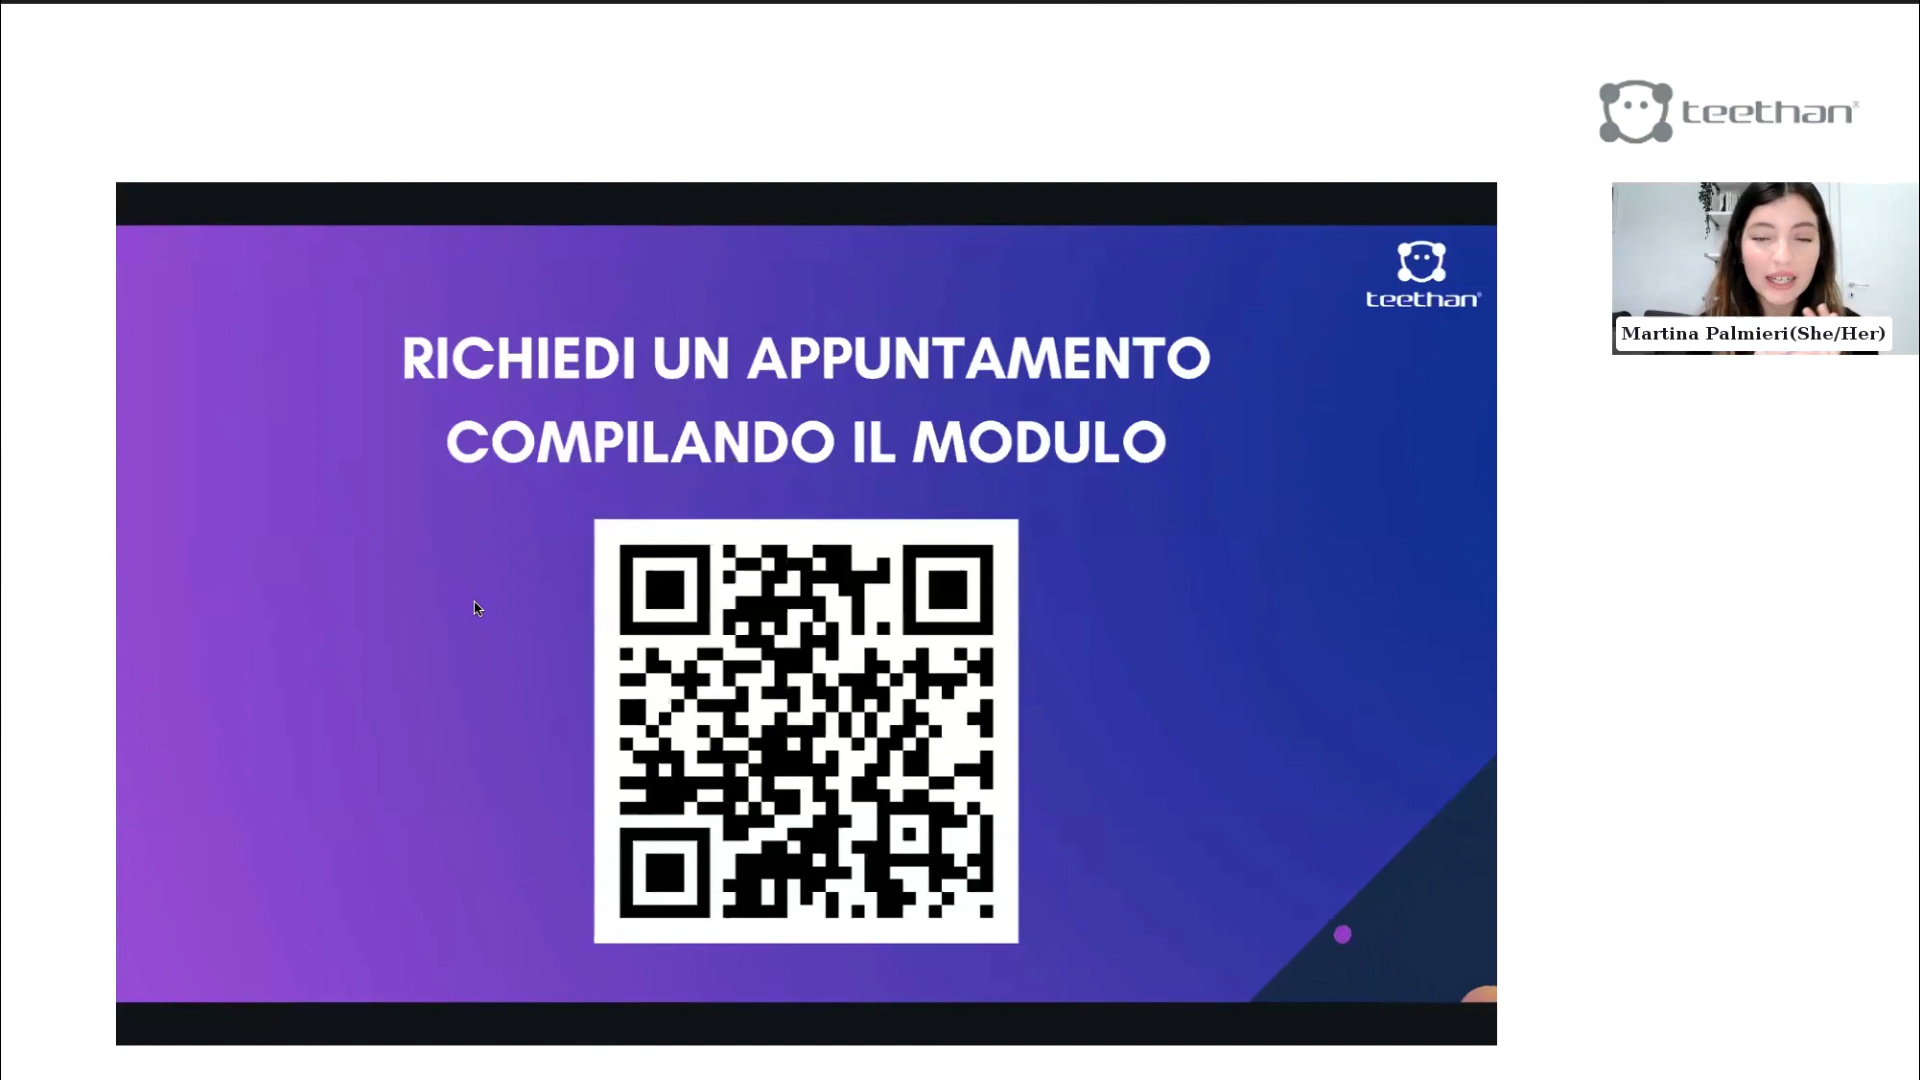 teethan
teethan
RICHIEDI UN APPUNTAMENTO
COMPILANDO IL MODULO
Martina Palmieri(She/Her)